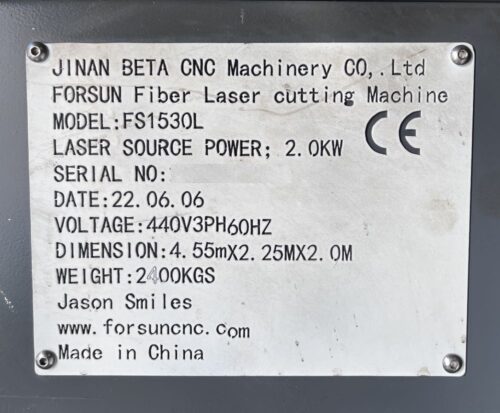 JINAN BETA CNC Machinery CO,.Ltd
FORSUN Fiber Laser cutting Machine
MODEL:FS1530L
CE
LASER SOURCE POWER; 2.0KW
SERIAL NO:
DATE:22.06.06
VOLTAGE:440V3PH60HZ
DIMENSION:4.55mX2.25MX2.0M
WEIGHT:2400KGS
Jason Smiles
www.forsuncnc.com
Made in China